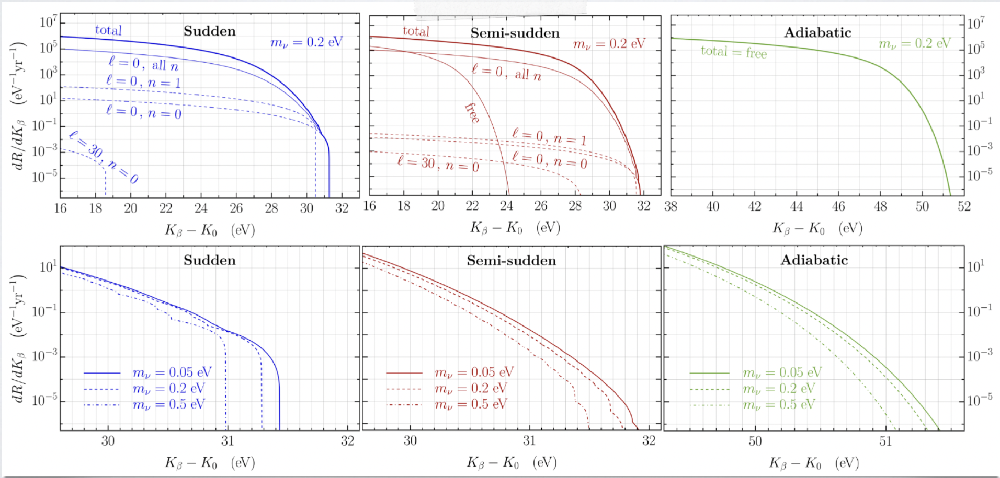 Sudden
total
m_ν = 0.2 eV
ℓ = 0, all n
ℓ = 0, n = 1
ℓ = 0, n = 0
ℓ = 30, n = 0
10^7
10^5
10^3
10^1
10^−1
10^−3
10^−5
dR/dK_β (eV^−1yr^−1)
16 18 20 22 24 26 28 30 32
K_β − K_0 (eV)
Semi-sudden
total
m_ν = 0.2 eV
ℓ = 0, all n
free
ℓ = 0, n = 1
ℓ = 0, n = 0
ℓ = 30, n = 0
16 18 20 22 24 26 28 30 32
K_β − K_0 (eV)
Adiabatic
m_ν = 0.2 eV
total = free
10^7
10^5
10^3
10^1
10^−1
10^−3
10^−5
38 40 42 44 46 48 50 52
K_β − K_0 (eV)
Sudden
10^1
10^−1
10^−3
10^−5
dR/dK_β (eV^−1yr^−1)
m_ν = 0.05 eV
m_ν = 0.2 eV
m_ν = 0.5 eV
30 31 32
K_β − K_0 (eV)
Semi-sudden
m_ν = 0.05 eV
m_ν = 0.2 eV
m_ν = 0.5 eV
30 31 32
K_β − K_0 (eV)
Adiabatic
m_ν = 0.05 eV
m_ν = 0.2 eV
m_ν = 0.5 eV
10^1
10^−1
10^−3
10^−5
50 51
K_β − K_0 (eV)